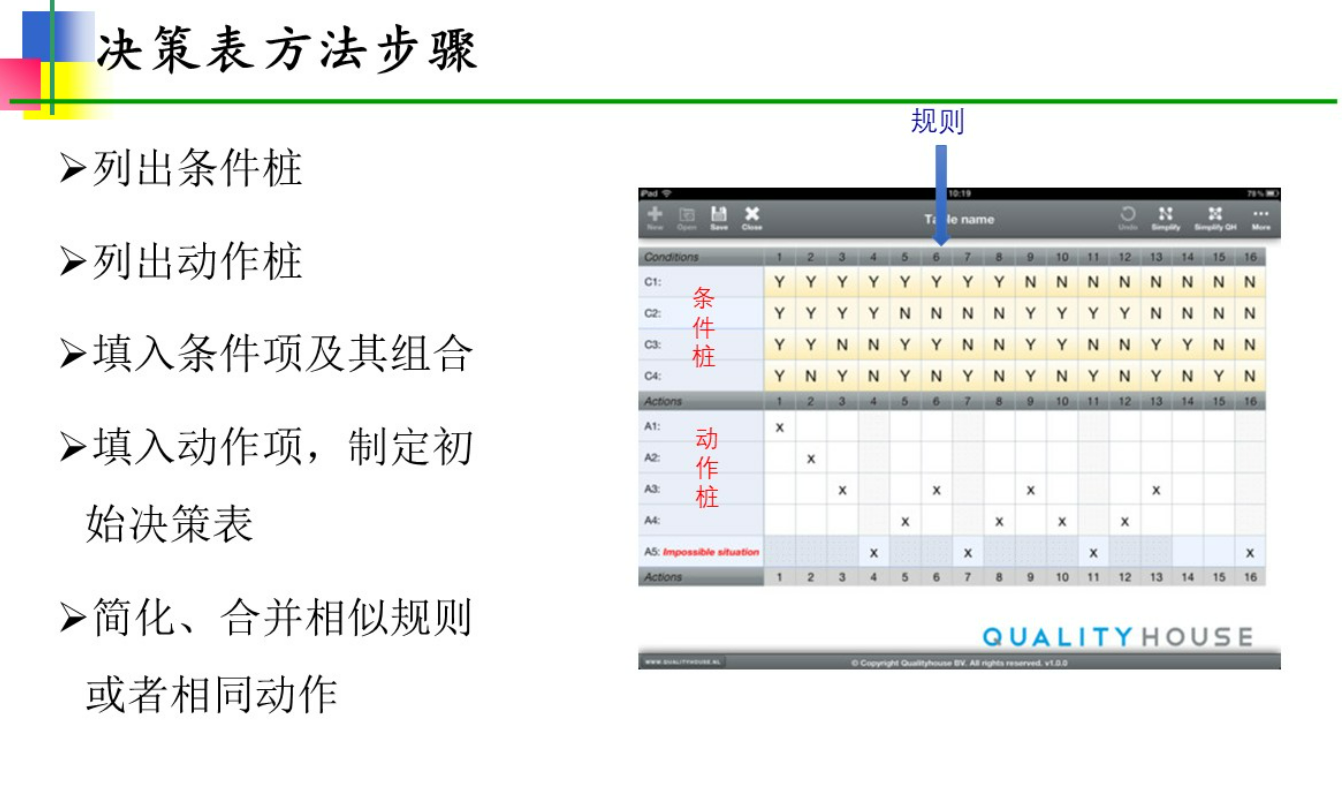 决策表方法步骤
➢列出条件桩
➢列出动作桩
➢填入条件项及其组合
➢填入动作项，制定初
始决策表
➢简化、合并相似规则
或者相同动作
规则
iPad 10:19 78%
New Open Save Close Table name Undo Simplify Simplify QH More
Conditions 1 2 3 4 5 6 7 8 9 10 11 12 13 14 15 16
C1: Y Y Y Y Y Y Y Y N N N N N N N N
C2: Y Y Y Y N N N N Y Y Y Y N N N N
C3: Y Y N N Y Y N N Y Y N N Y Y N N
C4: Y N Y N Y N Y N Y N Y N Y N Y N
条件桩
Actions 1 2 3 4 5 6 7 8 9 10 11 12 13 14 15 16
A1: x
A2: x
A3: x x x x
A4: x x x x
A5: Impossible situation x x x x
动作桩
Actions 1 2 3 4 5 6 7 8 9 10 11 12 13 14 15 16
QUALITYHOUSE
WWW.QUALITYHOUSE.NL © Copyright Qualityhouse BV. All rights reserved. v1.0.0